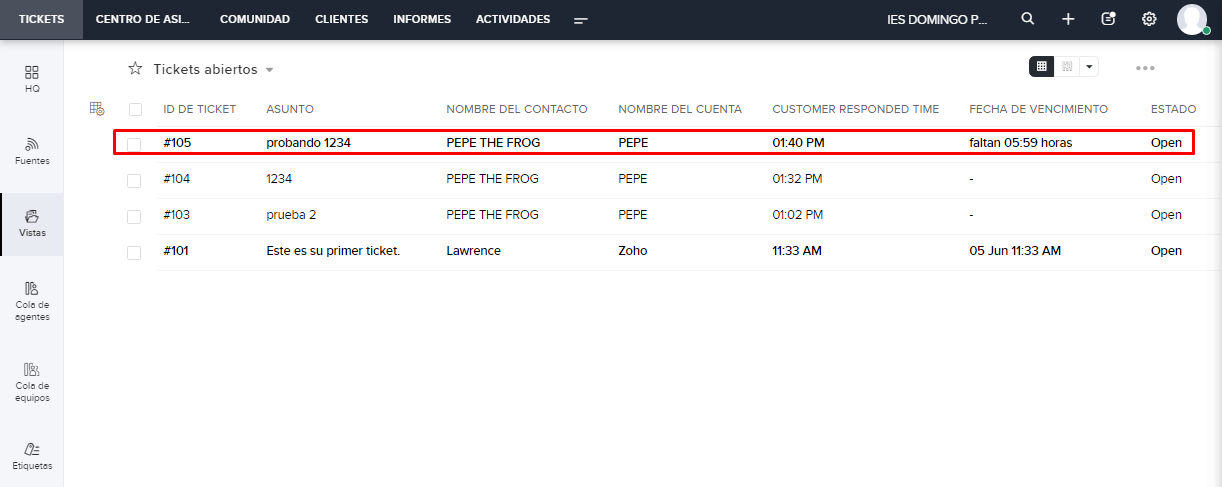 TICKETS CENTRO DE ASI... COMUNIDAD CLIENTES INFORMES ACTIVIDADES IES DOMINGO P...
HQ
Fuentes
Vistas
Cola de
agentes
Cola de
equipos
Etiquetas
Tickets abiertos
ID DE TICKET ASUNTO NOMBRE DEL CONTACTO NOMBRE DEL CUENTA CUSTOMER RESPONDED TIME FECHA DE VENCIMIENTO ESTADO
#105 probando 1234 PEPE THE FROG PEPE 01:40 PM faltan 05:59 horas Open
#104 1234 PEPE THE FROG PEPE 01:32 PM - Open
#103 prueba 2 PEPE THE FROG PEPE 01:02 PM - Open
#101 Este es su primer ticket. Lawrence Zoho 11:33 AM 05 Jun 11:33 AM Open